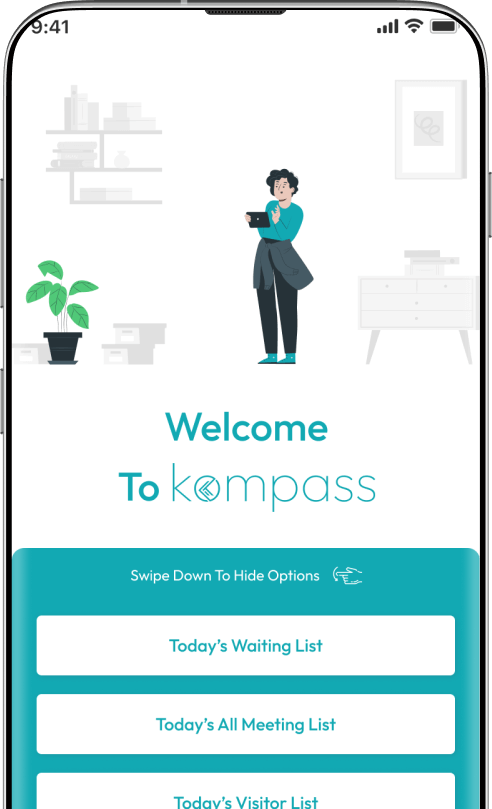 9:41
Welcome
To kompass
Swipe Down To Hide Options
Today's Waiting List
Today's All Meeting List
Today's Visitor List